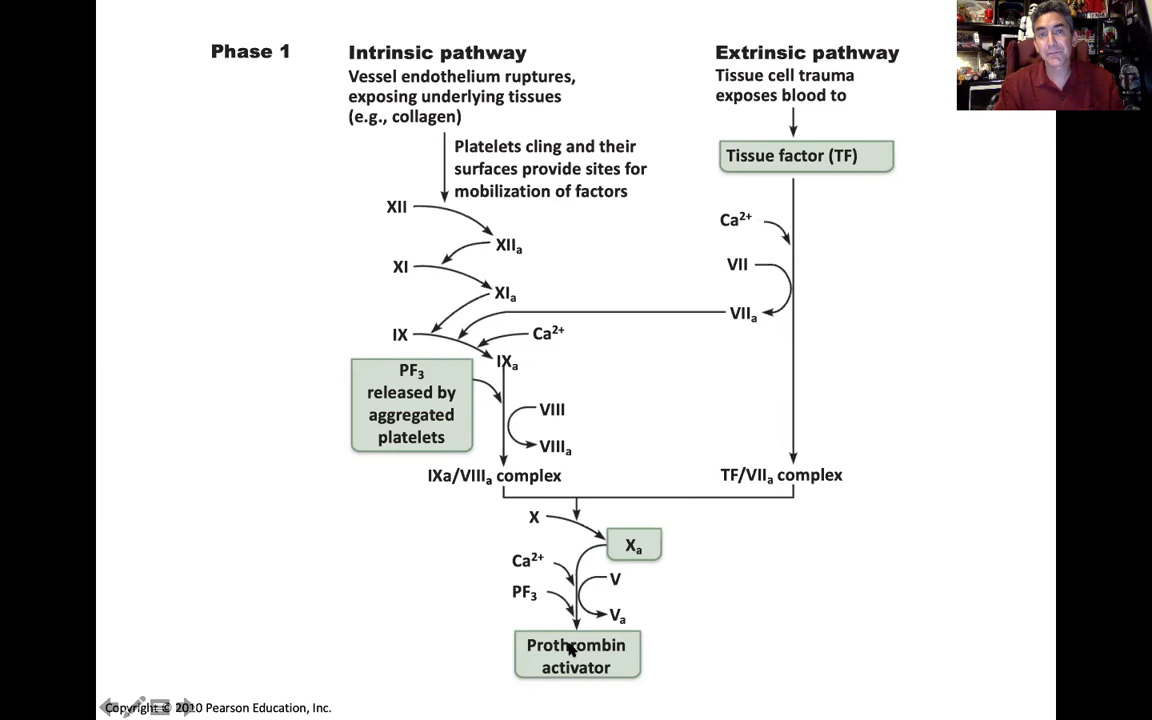 Phase 1
Intrinsic pathway
Vessel endothelium ruptures,
exposing underlying tissues
(e.g., collagen)
Extrinsic pathway
Tissue cell trauma
exposes blood to
Platelets cling and their
surfaces provide sites for
mobilization of factors
Tissue factor (TF)
XII
XIIa
XI
XIa
IX
Ca2+
IXa
Ca2+
VII
VIIa
PF3
released by
aggregated
platelets
VIII
VIIIa
IXa/VIIIa complex
TF/VIIa complex
X
Xa
Ca2+
PF3
V
Va
Prothrombin
activator
Copyright © 2010 Pearson Education, Inc.